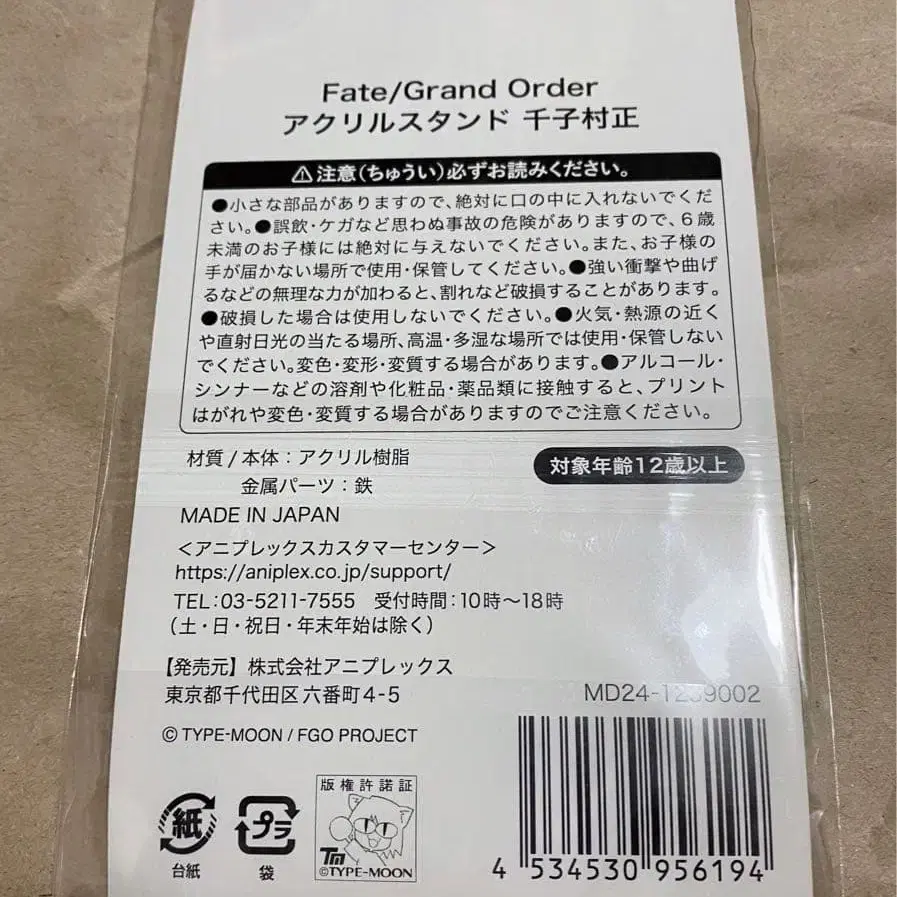 Fate/Grand Order
アクリルスタンド 千子村正
⚠注意(ちゅうい)必ずお読みください。
●小さな部品がありますので、絶対に口の中に入れないでくだ
さい。●誤飲・ケガなど思わぬ事故の危険がありますので、6歳
未満のお子様には絶対に与えないでください。また、お子様の
手が届かない場所で使用・保管してください。●強い衝撃や曲げ
るなどの無理な力が加わると、割れなど破損することがあります。
●破損した場合は使用しないでください。●火気・熱源の近く
や直射日光の当たる場所、高温・多湿な場所では使用・保管しない
でください。変色・変形・変質する場合があります。●アルコール・
シンナーなどの溶剤や化粧品・薬品類に接触すると、プリント
はがれや変色・変質する場合がありますのでご注意ください。
材質/本体:アクリル樹脂
金属パーツ:鉄
対象年齢12歳以上
MADE IN JAPAN
<アニプレックスカスタマーセンター>
https://aniplex.co.jp/support/
TEL:03-5211-7555 受付時間:10時〜18時
(土・日・祝日・年末年始は除く)
【発売元】株式会社アニプレックス
東京都千代田区六番町4-5
MD24-1259002
© TYPE-MOON / FGO PROJECT
紙
台紙
プラ
袋
版権許諾証
TM
©TYPE-MOON
4 534530 956194